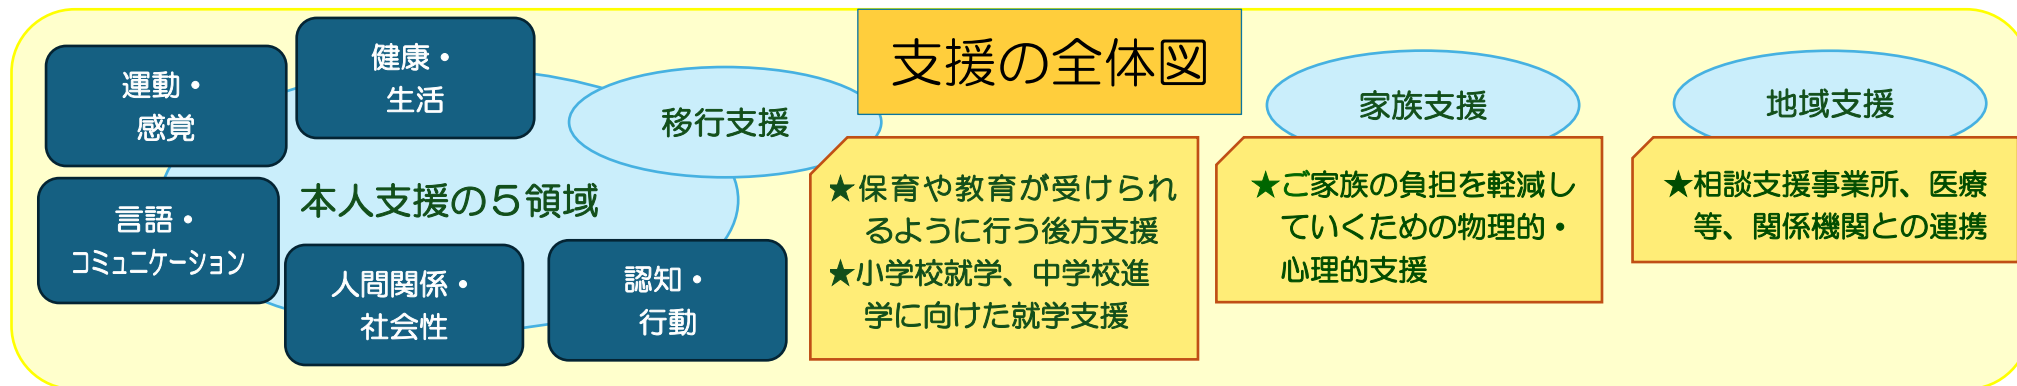 支援の全体図
運動・
感覚
健康・
生活
言語・
コミュニケーション
本人支援の５領域
人間関係・
社会性
認知・
行動
移行支援
★保育や教育が受けられ
るように行う後方支援
★小学校就学、中学校進
学に向けた就学支援
家族支援
★ご家族の負担を軽減し
ていくための物理的・
心理的支援
地域支援
★相談支援事業所、医療
等、関係機関との連携